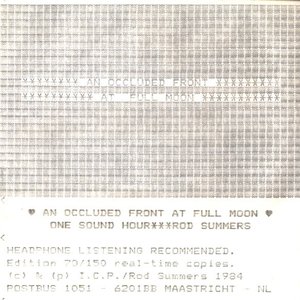 ******** AN OCCLUDED FRONT *********
********* AT FULL MOON ***********
♥ AN OCCLUDED FRONT AT FULL MOON ♥
ONE SOUND HOUR***ROD SUMMERS
HEADPHONE LISTENING RECOMMENDED.
Edition 70/150 real-time copies.
(c) & (p) I.C.P./Rod Summers 1984
POSTBUS 1051 - 6201BB MAASTRICHT - NL